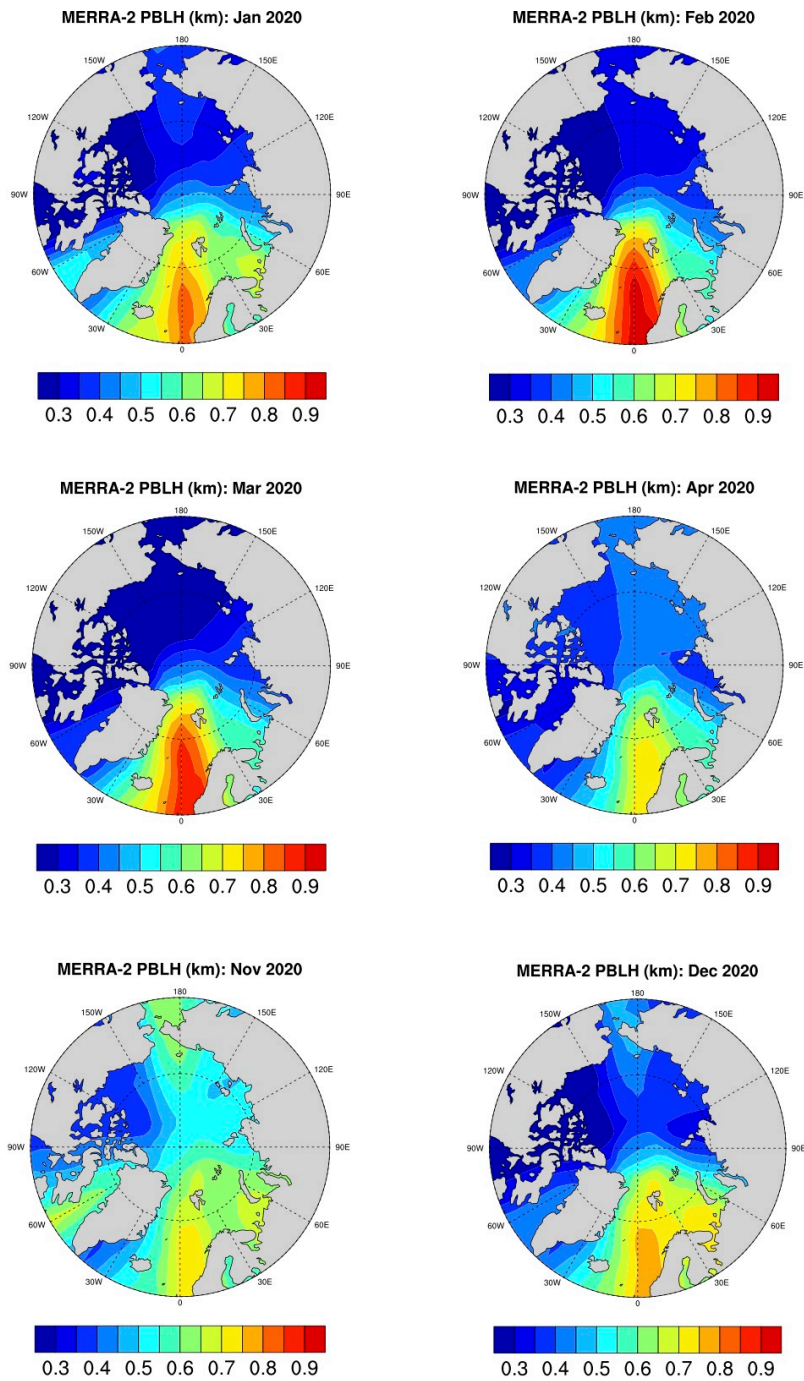 MERRA-2 PBLH (km): Jan 2020
180
150W
150E
120W
120E
90W
90E
60W
60E
30W
30E
0
0.3 0.4 0.5 0.6 0.7 0.8 0.9
MERRA-2 PBLH (km): Feb 2020
180
150W
150E
120W
120E
90W
90E
60W
60E
30W
30E
0
0.3 0.4 0.5 0.6 0.7 0.8 0.9
MERRA-2 PBLH (km): Mar 2020
180
150W
150E
120W
120E
90W
90E
60W
60E
30W
30E
0
0.3 0.4 0.5 0.6 0.7 0.8 0.9
MERRA-2 PBLH (km): Apr 2020
180
150W
150E
120W
120E
90W
90E
60W
60E
30W
30E
0
0.3 0.4 0.5 0.6 0.7 0.8 0.9
MERRA-2 PBLH (km): Nov 2020
180
150W
150E
120W
120E
90W
90E
60W
60E
30W
30E
0
0.3 0.4 0.5 0.6 0.7 0.8 0.9
MERRA-2 PBLH (km): Dec 2020
180
150W
150E
120W
120E
90W
90E
60W
60E
30W
30E
0
0.3 0.4 0.5 0.6 0.7 0.8 0.9